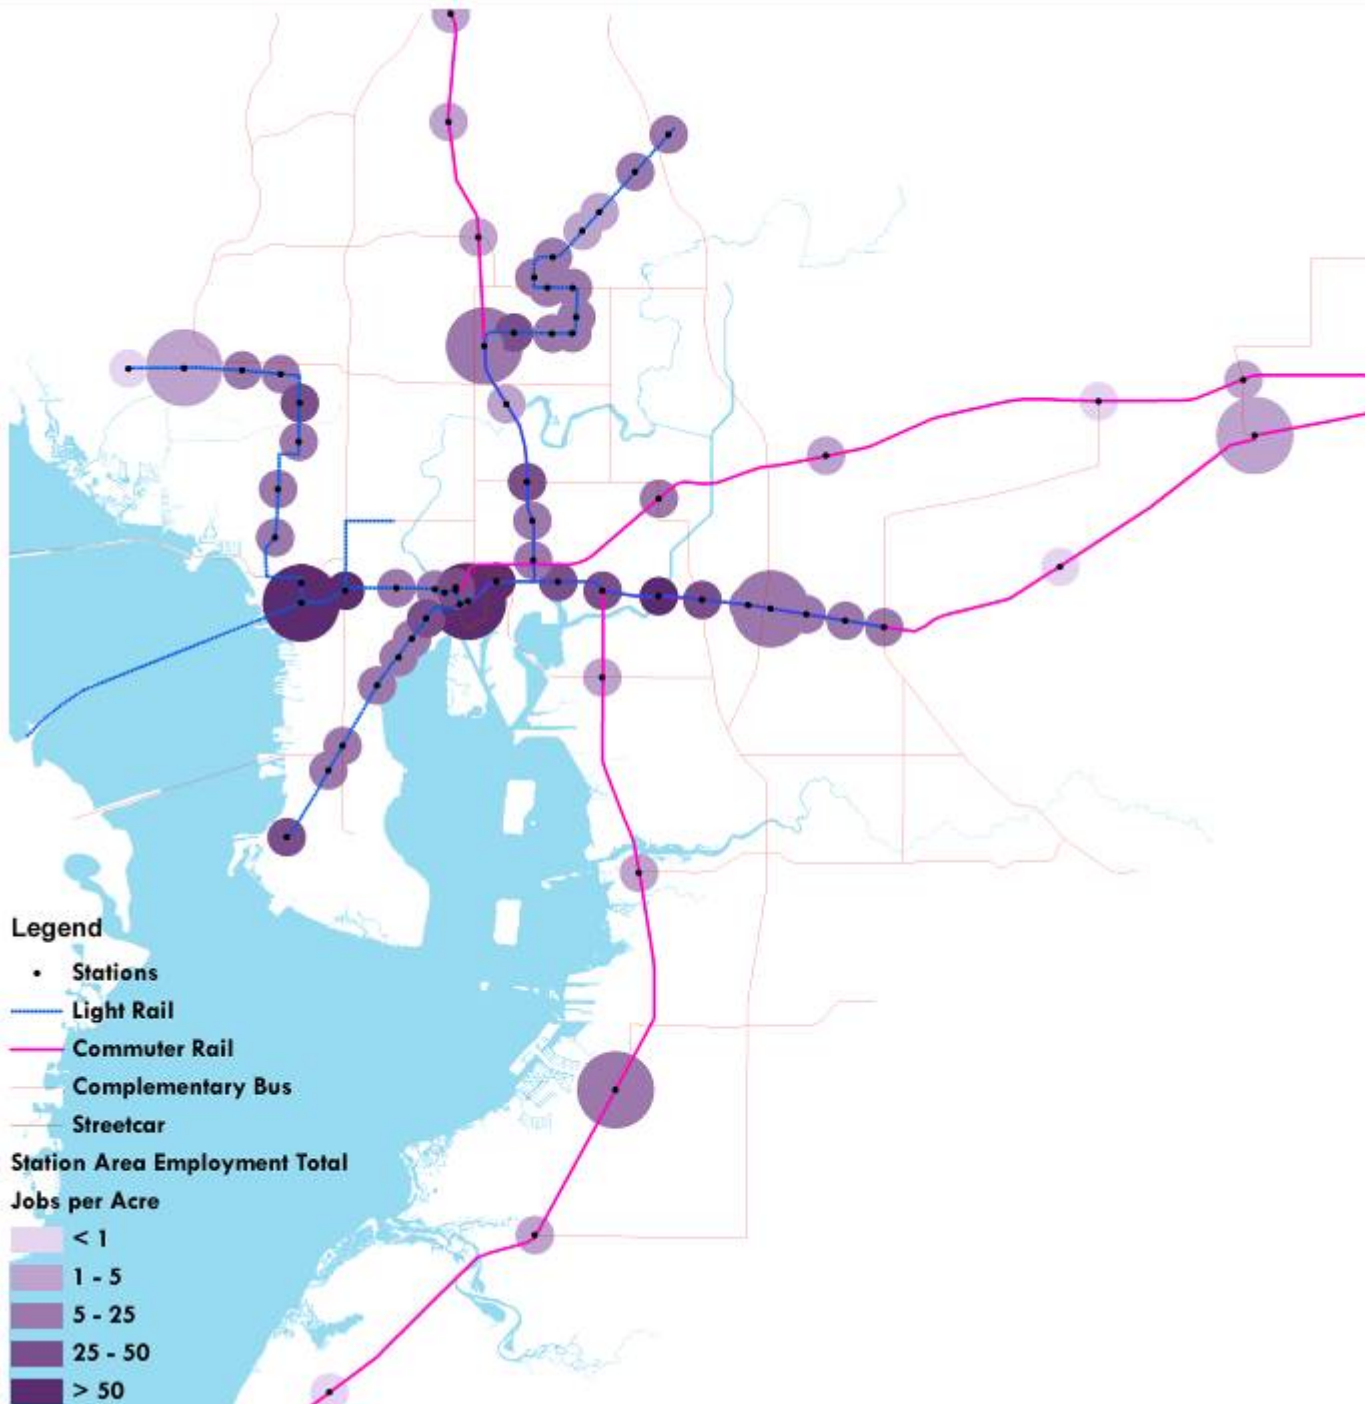 Legend
Stations
Light Rail
Commuter Rail
Complementary Bus
Streetcar
Station Area Employment Total
Jobs per Acre
< 1
1 - 5
5 - 25
25 - 50
> 50